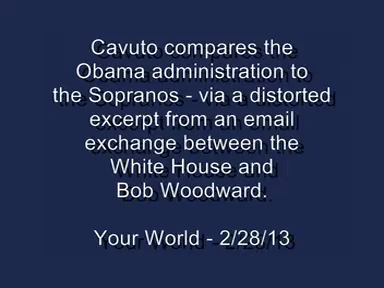 Cavuto compares the
Obama administration to
the Sopranos - via a distorted
excerpt from an email
exchange between the
White House and
Bob Woodward.
Your World - 2/28/13